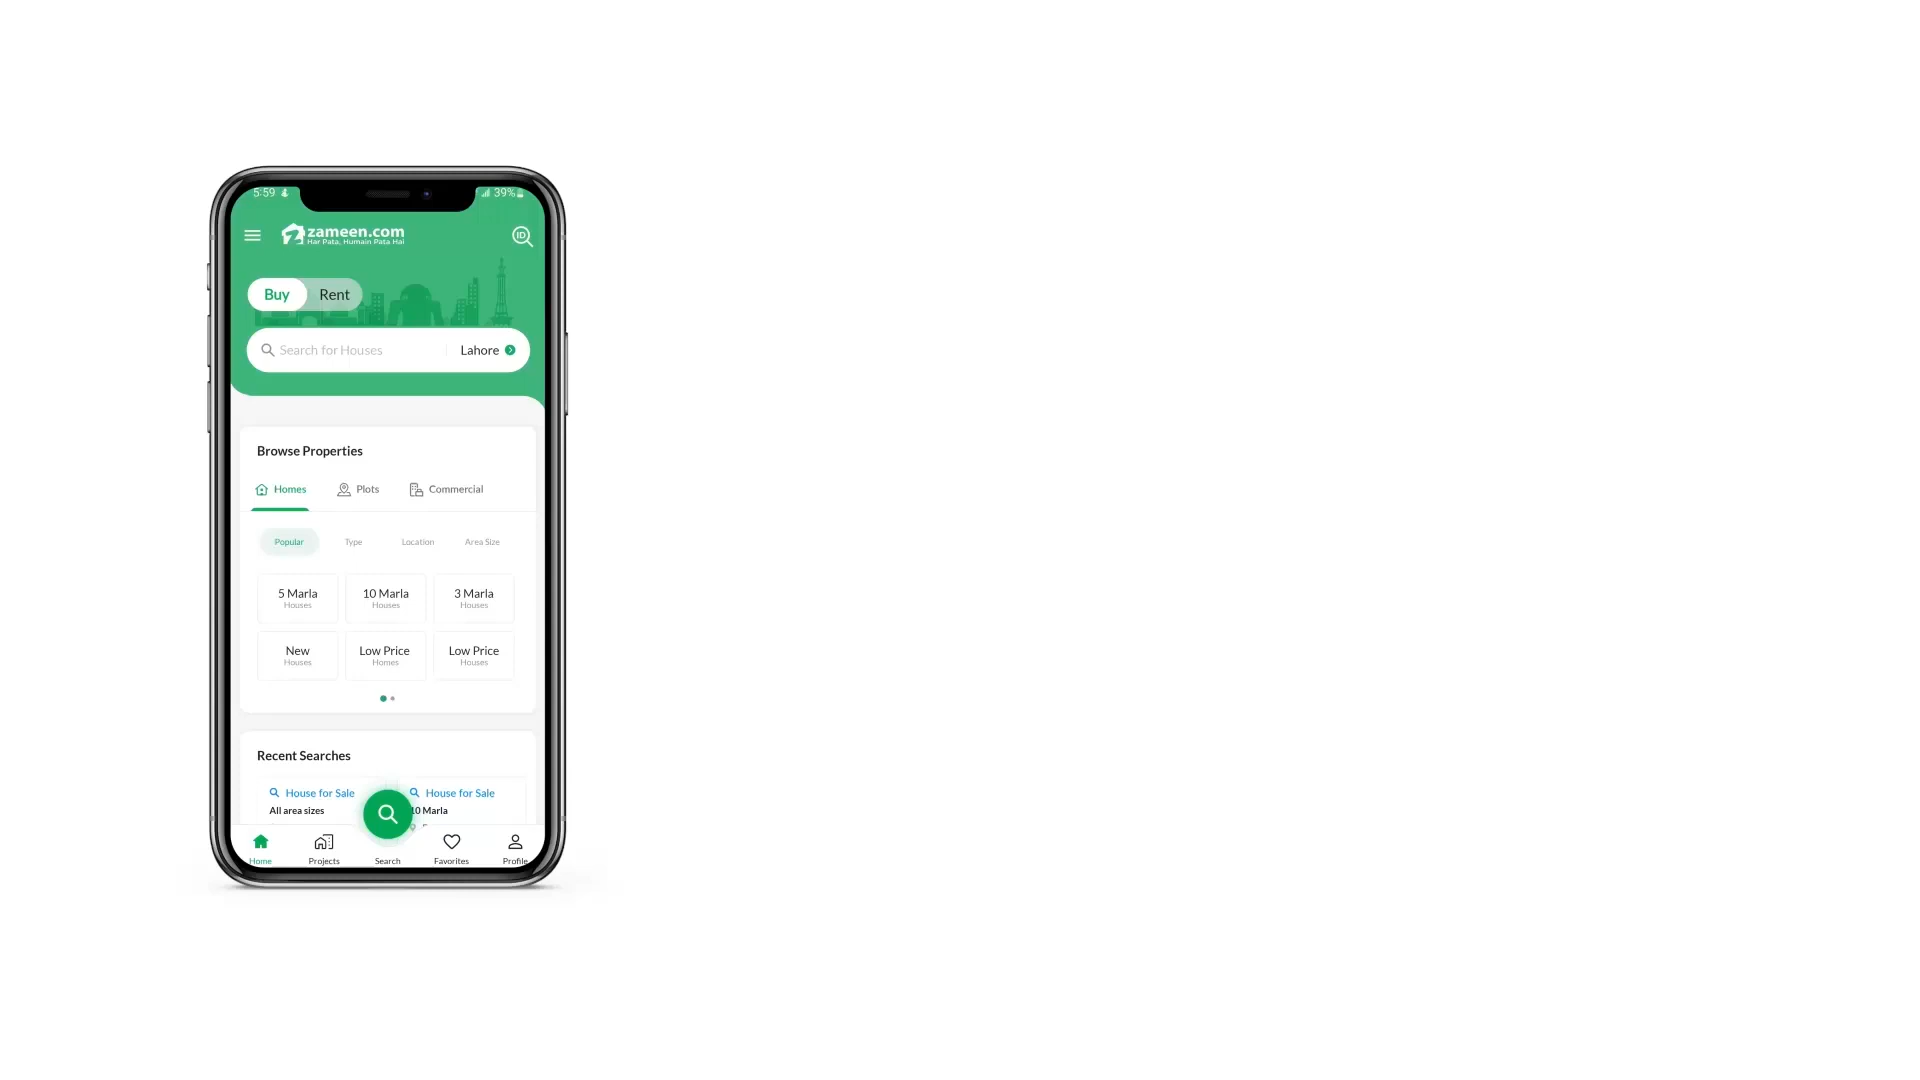 5:59
39%
zameen.com
Har Pata, Humain Pata Hai
ID
Buy Rent
Search for Houses Lahore
Browse Properties
Homes Plots Commercial
Popular Type Location Area Size
5 Marla 10 Marla 3 Marla
Houses Houses Houses
New Low Price Low Price
Houses Homes Houses
Recent Searches
House for Sale House for Sale
All area sizes 10 Marla
Home Projects Search Favorites Profile